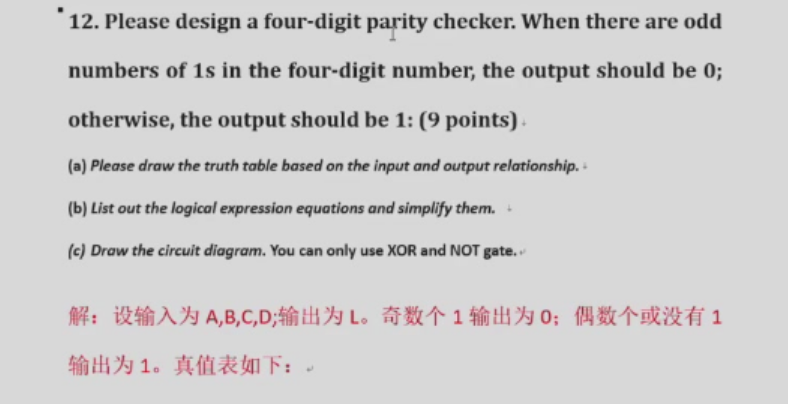 12. Please design a four-digit parity checker. When there are odd
numbers of 1s in the four-digit number, the output should be 0;
otherwise, the output should be 1: (9 points)
(a) Please draw the truth table based on the input and output relationship.
(b) List out the logical expression equations and simplify them.
(c) Draw the circuit diagram. You can only use XOR and NOT gate.
解：设输入为 A,B,C,D;输出为 L。奇数个 1 输出为 0；偶数个或没有 1
输出为 1。真值表如下：